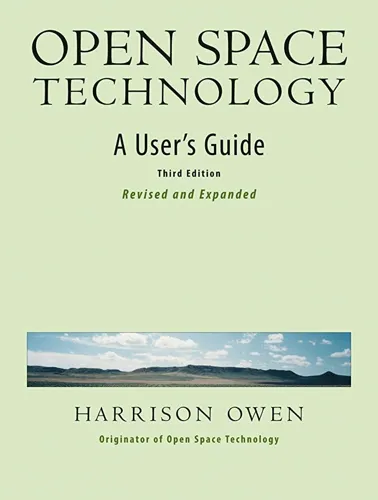 OPEN SPACE
TECHNOLOGY
A User's Guide
Third Edition
Revised and Expanded
HARRISON OWEN
Originator of Open Space Technology